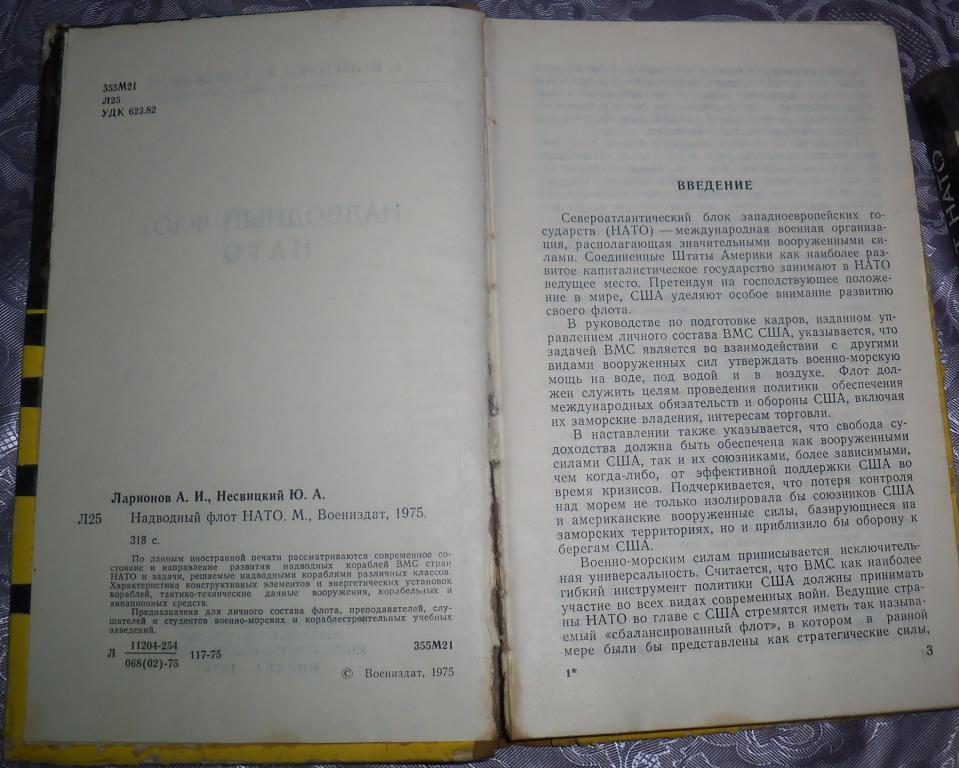 355М21
Л25
УДК 623.82
НАДВОДНЫЙ ФЛОТ
НАТО
Ларионов А. И., Несвицкий Ю. А.
Л25 Надводный флот НАТО. М., Воениздат, 1975.
318 с.
По данным иностранной печати рассматриваются современное со-
стояние и направление развития надводных кораблей ВМС стран
НАТО и задачи, решаемые надводными кораблями различных классов.
Характеристика конструктивных элементов и энергетических установок
кораблей, тактико-технические данные вооружения, корабельных и
авиационных средств.
Предназначена для личного состава флота, преподавателей, слу-
шателей и студентов военно-морских и кораблестроительных учебных
заведений.
Л 11204-254
068(02)-75 117-75 355М21
© Воениздат, 1975
ВВЕДЕНИЕ
Североатлантический блок западноевропейских го-
сударств (НАТО) — международная военная организа-
ция, располагающая значительными вооруженными си-
лами. Соединенные Штаты Америки как наиболее раз-
витое капиталистическое государство занимают в НАТО
ведущее место. Претендуя на господствующее положе-
ние в мире, США уделяют особое внимание развитию
своего флота.
В руководстве по подготовке кадров, изданном уп-
равлением личного состава ВМС США, указывается, что
задачей ВМС является во взаимодействии с другими
видами вооруженных сил утверждать военно-морскую
мощь на воде, под водой и в воздухе. Флот дол-
жен служить целям проведения политики обеспечения
международных обязательств и обороны США, включая
их заморские владения, интересам торговли.
В наставлении также указывается, что свобода су-
доходства должна быть обеспечена как вооруженными
силами США, так и их союзниками, более зависимыми,
чем когда-либо, от эффективной поддержки США во
время кризисов. Подчеркивается, что потеря контроля
над морем не только изолировала бы союзников США
и американские вооруженные силы, базирующиеся на
заморских территориях, но и приблизило бы оборону к
берегам США.
Военно-морским силам приписывается исключитель-
ная универсальность. Считается, что ВМС как наиболее
гибкий инструмент политики США должны принимать
участие во всех видах современных войн. Ведущие стра-
ны НАТО во главе с США стремятся иметь так называ-
емый «сбалансированный флот», в котором в равной
мере были бы представлены как стратегические силы,
1*
3
НАТО